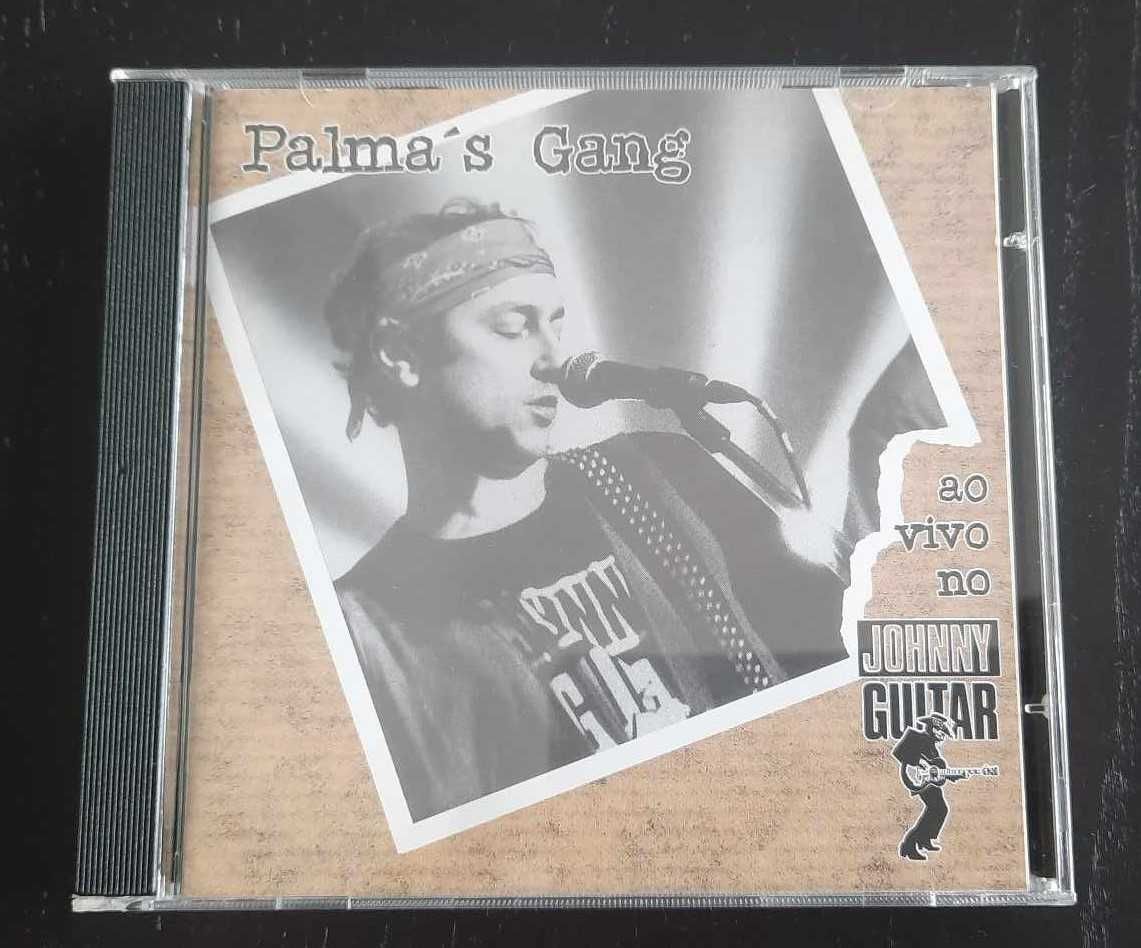 Palma´s Gang
ao
vivo
no
JOHNNY
GUITAR